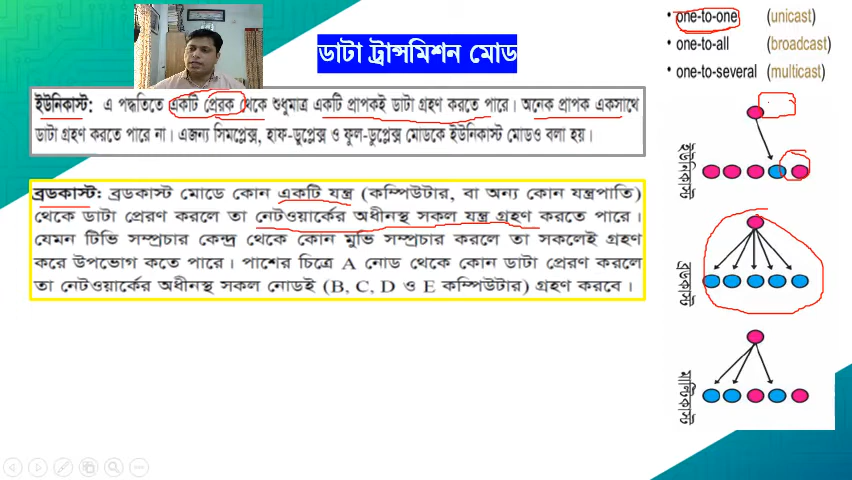 ডাটা ট্রান্সমিশন মোড
• one-to-one (unicast)
• one-to-all (broadcast)
• one-to-several (multicast)
ইউনিকাস্ট: এ পদ্ধতিতে একটি প্রেরক থেকে শুধুমাত্র একটি প্রাপকই ডাটা গ্রহণ করতে পারে। অনেক প্রাপক একসাথে
ডাটা গ্রহণ করতে পারে না। এজন্য সিমপ্লেক্স, হাফ-ডুপ্লেক্স ও ফুল-ডুপ্লেক্স মোডকে ইউনিকাস্ট মোডও বলা হয়।
ব্রডকাস্ট: ব্রডকাস্ট মোডে কোন একটি যন্ত্র (কম্পিউটার, বা অন্য কোন যন্ত্রপাতি)
থেকে ডাটা প্রেরণ করলে তা নেটওয়ার্কের অধীনস্থ সকল যন্ত্র গ্রহণ করতে পারে।
যেমন টিভি সম্প্রচার কেন্দ্র থেকে কোন মুভি সম্প্রচার করলে তা সকলেই গ্রহণ
করে উপভোগ কতে পারে। পাশের চিত্রে A নোড থেকে কোন ডাটা প্রেরণ করলে
তা নেটওয়ার্কের অধীনস্থ সকল নোডই (B, C, D ও E কম্পিউটার) গ্রহণ করবে।
ইউনিকাস্ট
ব্রডকাস্ট
মাল্টিকাস্ট